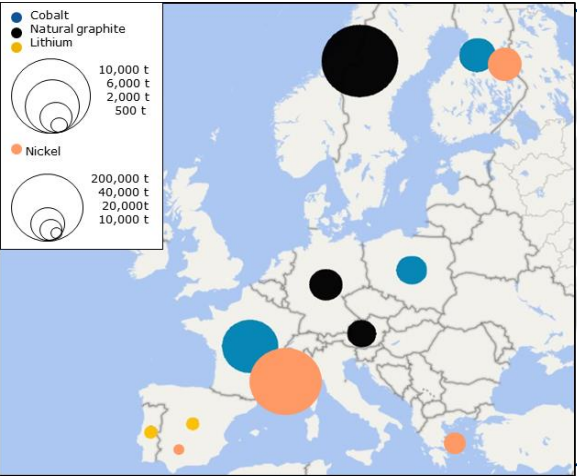 Cobalt
Natural graphite
Lithium
10,000 t
6,000 t
2,000 t
500 t
Nickel
200,000 t
40,000 t
20,000t
10,000 t